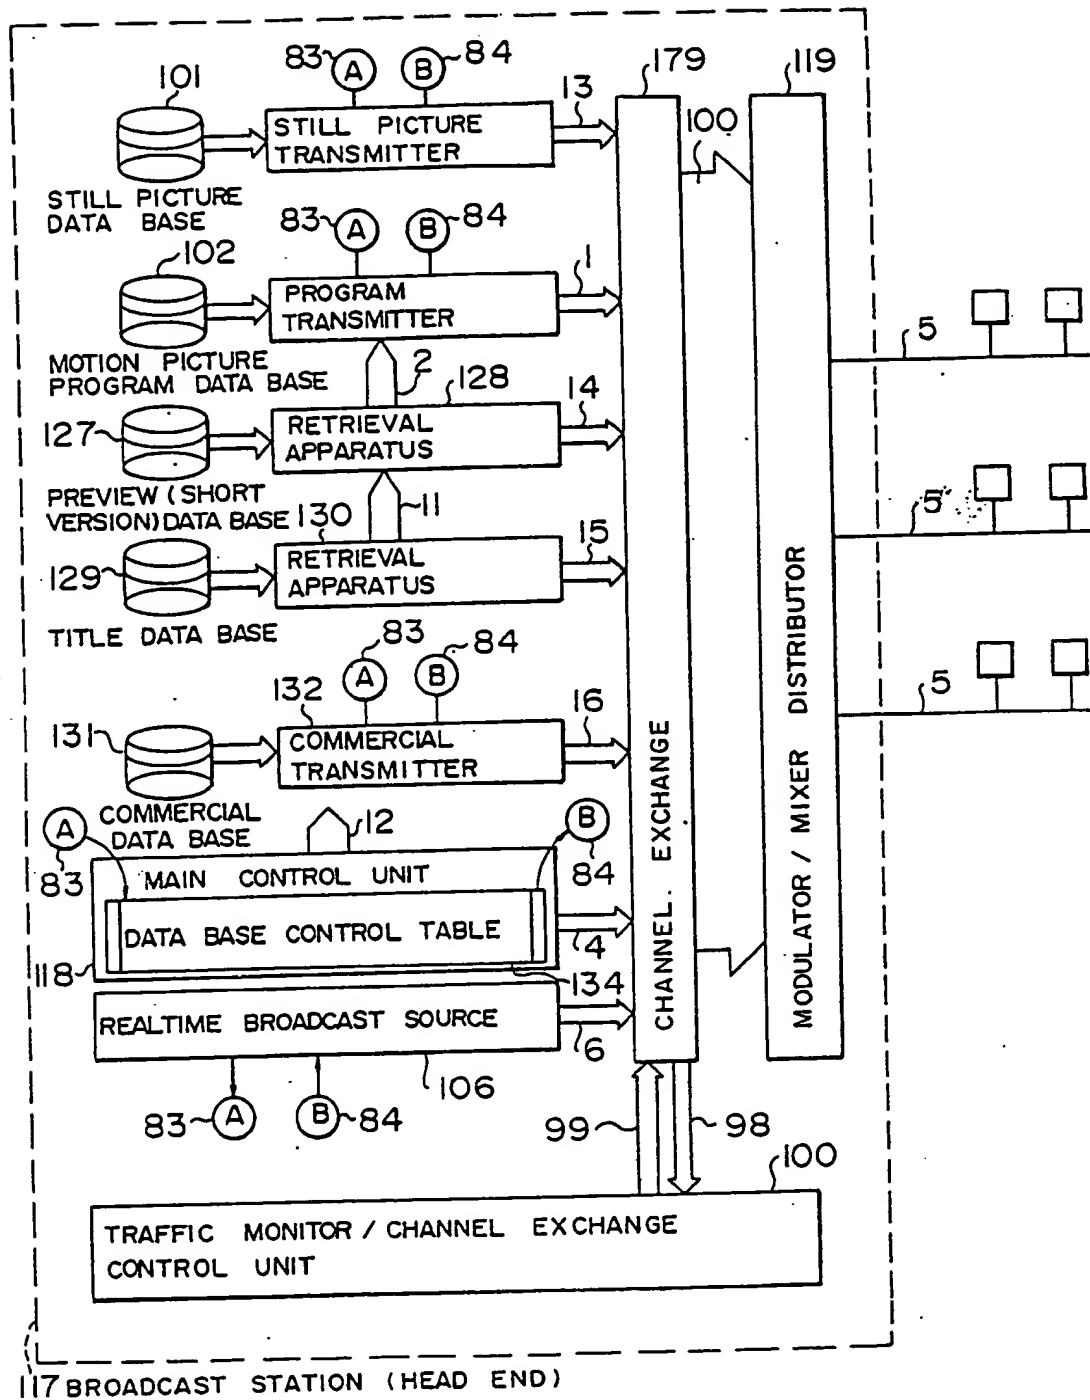 83 A B 84
179
119
101
13
100
STILL PICTURE
TRANSMITTER
STILL PICTURE
DATA BASE
83 A B 84
102
1
PROGRAM
TRANSMITTER
MOTION PICTURE
PROGRAM DATA BASE
2
128
5
127
RETRIEVAL
APPARATUS
14
PREVIEW (SHORT
VERSION) DATA BASE
130
11
15
5
129
RETRIEVAL
APPARATUS
TITLE DATA BASE
83 A B 84
132
16
5
131
COMMERCIAL
TRANSMITTER
COMMERCIAL
DATA BASE
A
83
12
B
84
MAIN CONTROL UNIT
DATA BASE CONTROL TABLE
4
118
134
REALTIME BROADCAST SOURCE
6
106
83 A B 84
CHANNEL. EXCHANGE
MODULATOR / MIXER DISTRIBUTOR
99
98
100
TRAFFIC MONITOR / CHANNEL EXCHANGE
CONTROL UNIT
117 BROADCAST STATION (HEAD END)